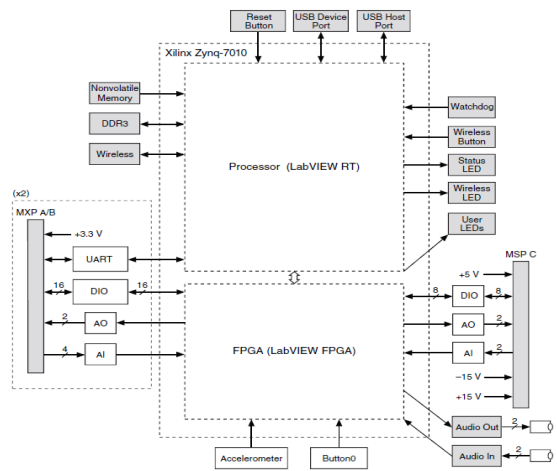 Reset
Button
USB Device
Port
USB Host
Port
Xilinx Zynq-7010
Nonvolatile
Memory
DDR3
Wireless
Processor (LabVIEW RT)
Watchdog
Wireless
Button
Status
LED
Wireless
LED
User
LEDs
(x2)
MXP A/B
+3.3 V
UART
16
DIO
16
2
AO
4
AI
FPGA (LabVIEW FPGA)
MSP C
+5 V
8
DIO
8
AO
2
AI
2
–15 V
+15 V
Audio Out
2
Audio In
2
Accelerometer
Button0